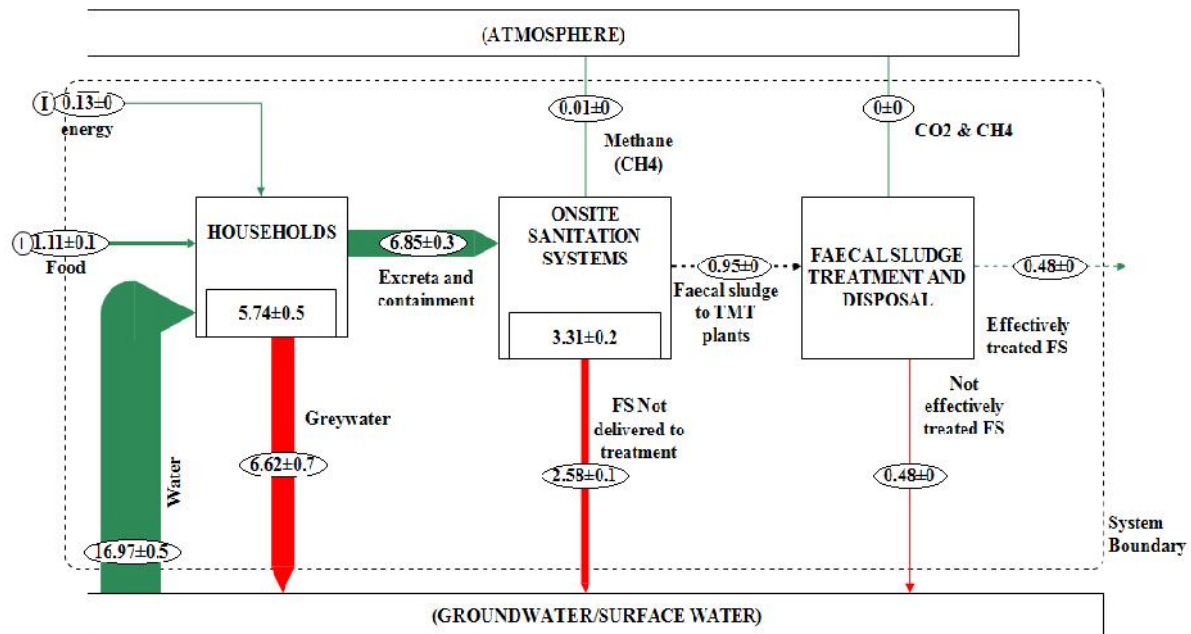 (ATMOSPHERE)
I 0.13±0
energy
0.01±0
Methane
(CH4)
0±0
CO2 & CH4
I 1.11±0.1
Food
HOUSEHOLDS
5.74±0.5
6.85±0.3
Excreta and
containment
ONSITE
SANITATION
SYSTEMS
3.31±0.2
0.95±0
Faecal sludge
to TMT
plants
FAECAL SLUDGE
TREATMENT AND
DISPOSAL
0.48±0
Effectively
treated FS
Greywater
6.62±0.7
FS Not
delivered to
treatment
2.58±0.1
Not
effectively
treated FS
0.48±0
Water
16.97±0.5
System
Boundary
(GROUNDWATER/SURFACE WATER)